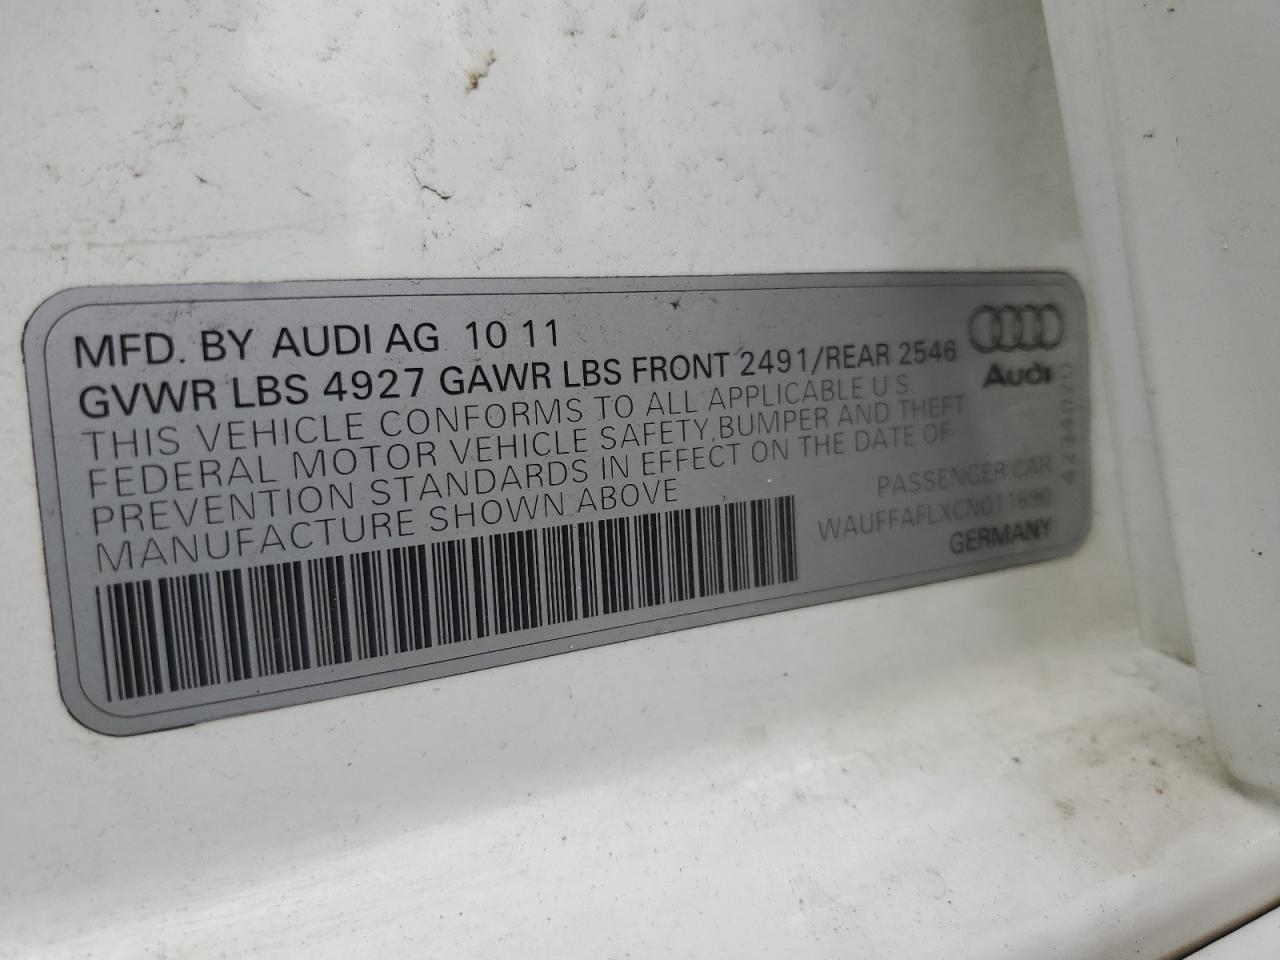 MFD. BY AUDI AG 10 11
GVWR LBS 4927 GAWR LBS FRONT 2491/REAR 2546
THIS VEHICLE CONFORMS TO ALL APPLICABLE U S
FEDERAL MOTOR VEHICLE SAFETY, BUMPER AND THEFT
PREVENTION STANDARDS IN EFFECT ON THE DATE OF
MANUFACTURE SHOWN ABOVE
Audi
PASSENGER CAR
WAUFFAFLXCN011690
GERMANY